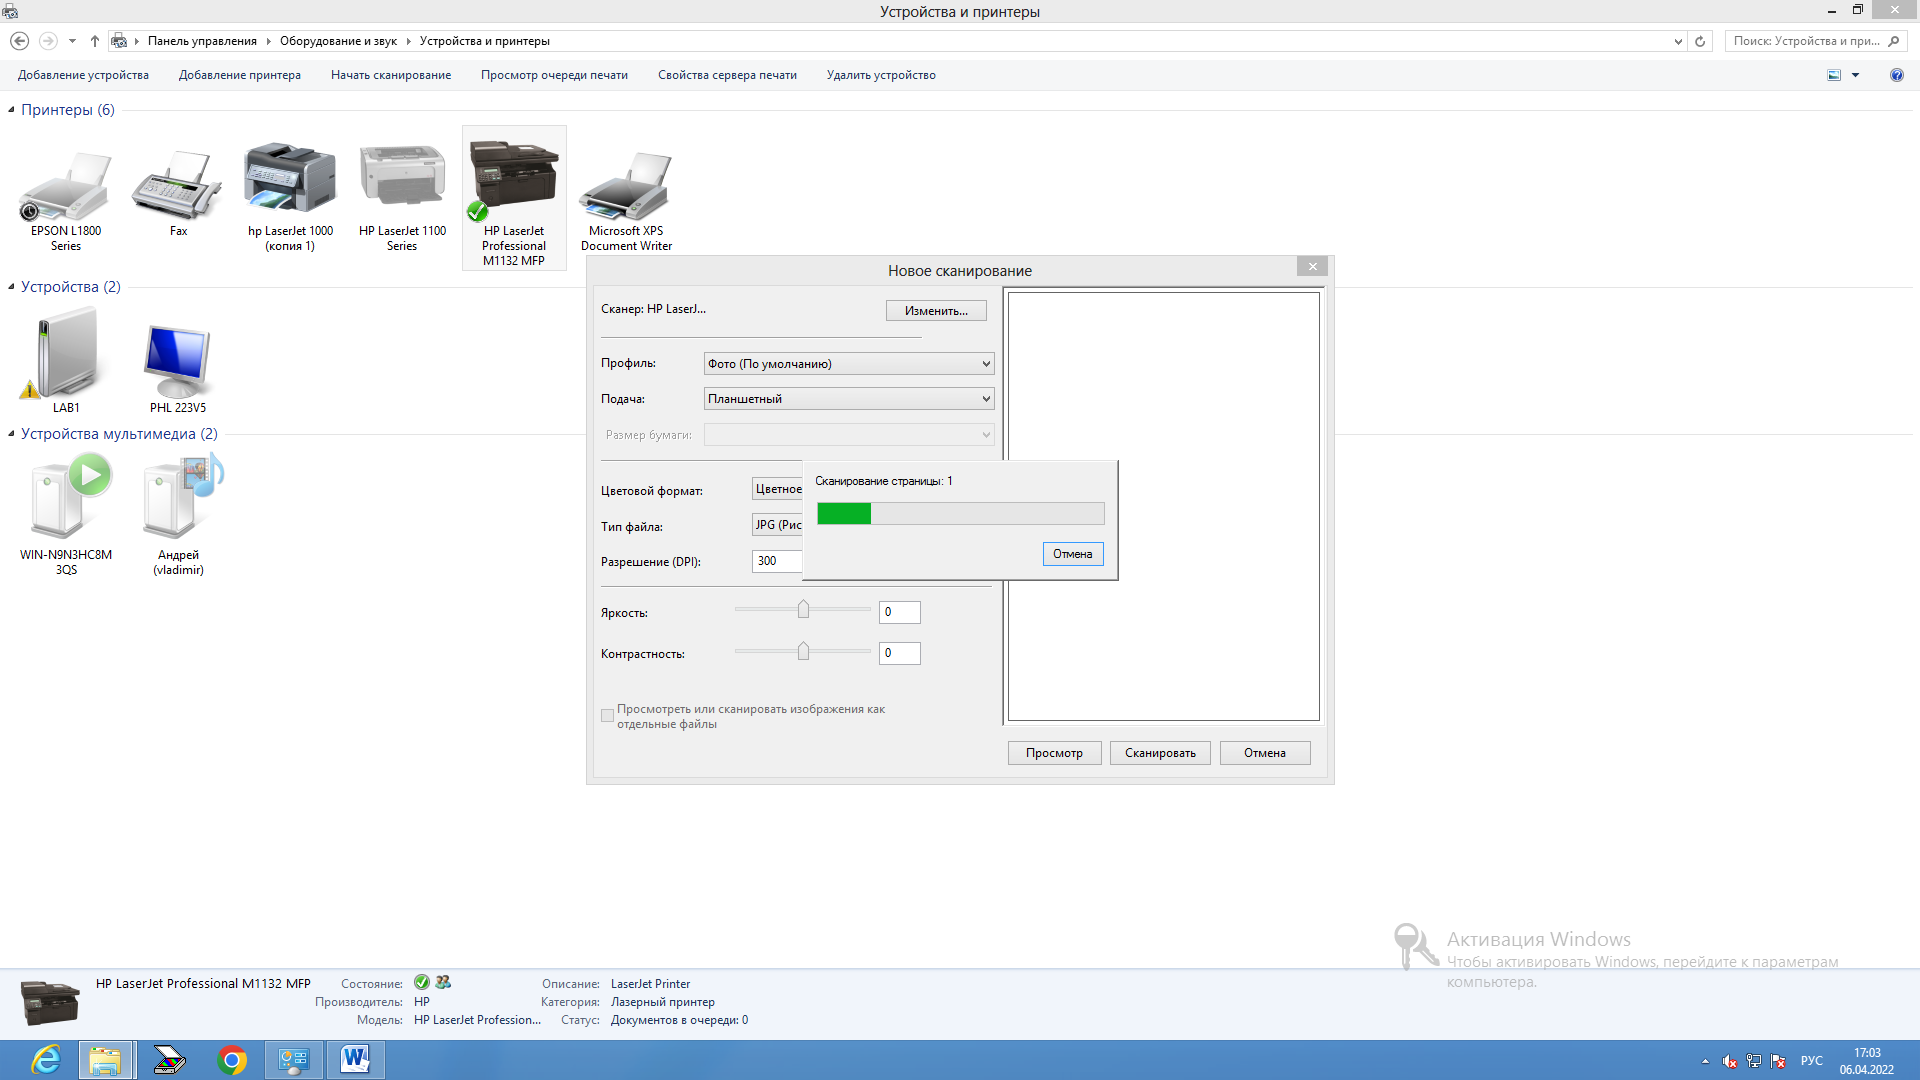 Устройства и принтеры
Панель управления
Оборудование и звук
Устройства и принтеры
Поиск: Устройства и при...
Добавление устройства
Добавление принтера
Начать сканирование
Просмотр очереди печати
Свойства сервера печати
Удалить устройство
Принтеры (6)
EPSON L1800
Series
Fax
hp LaserJet 1000
(копия 1)
HP LaserJet 1100
Series
HP LaserJet
Professional
M1132 MFP
Microsoft XPS
Document Writer
Устройства (2)
LAB1
PHL 223V5
Устройства мультимедиа (2)
WIN-N9N3HC8M
3QS
Андрей
(vladimir)
Новое сканирование
Сканер: HP LaserJ...
Изменить...
Профиль:
Фото (По умолчанию)
Подача:
Планшетный
Размер бумаги:
Цветовой формат:
Цветное
Тип файла:
JPG (Рис
Разрешение (DPI):
300
Сканирование страницы: 1
Отмена
Яркость:
0
Контрастность:
0
Просмотреть или сканировать изображения как
отдельные файлы
Просмотр
Сканировать
Отмена
Активация Windows
Чтобы активировать Windows, перейдите к параметрам
компьютера.
HP LaserJet Professional M1132 MFP
Состояние:
Описание: LaserJet Printer
Производитель: HP
Категория: Лазерный принтер
Модель: HP LaserJet Profession...
Статус: Документов в очереди: 0
РУС
17:03
06.04.2022